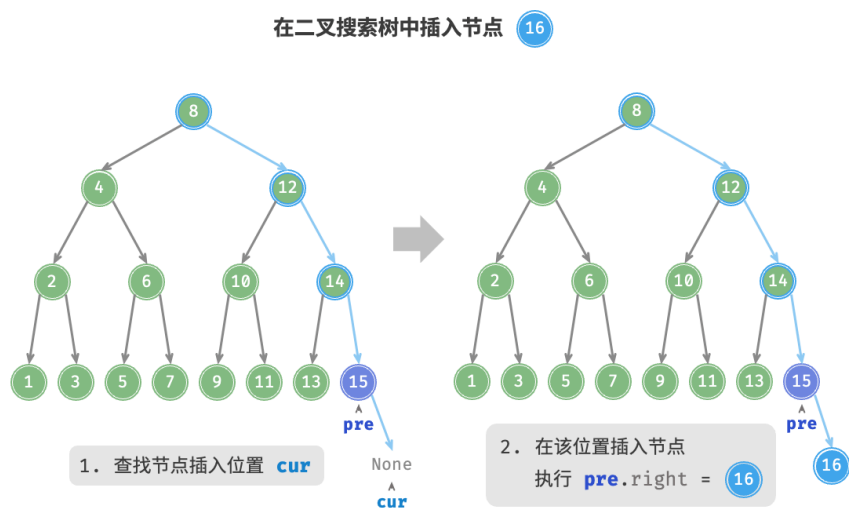 在二叉搜索树中插入节点 16
8
4 12
2 6 10 14
1 3 5 7 9 11 13 15
pre
None
cur
1. 查找节点插入位置 cur
8
4 12
2 6 10 14
1 3 5 7 9 11 13 15
pre
16
2. 在该位置插入节点
执行 pre.right = 16